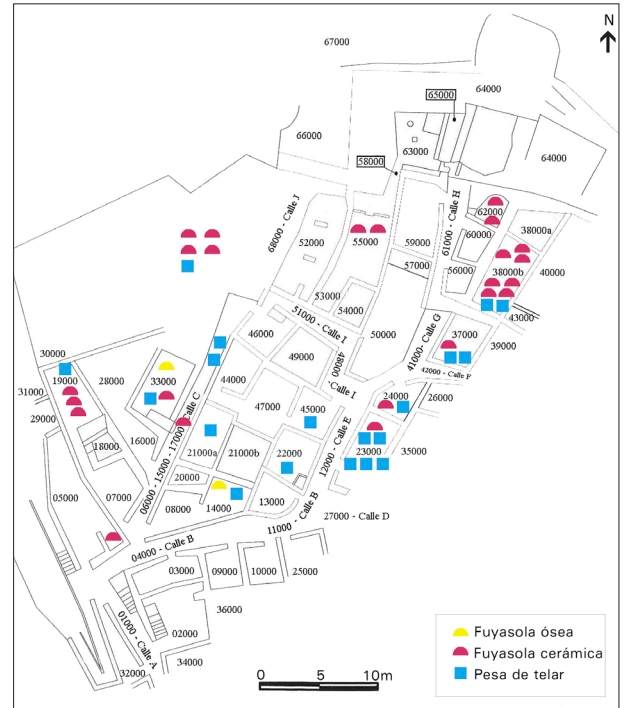 N
67000
64000
65000
66000
63000
58000
64000
68000 - Calle J
52000
55000
59000
57000
61000 - Calle H
62000
60000
38000a
56000
38000b
40000
43000
53000
54000
51000 - Calle I
46000
49000
48000 - Calle I
50000
41000- Calle G
37000
39000
42000 - Calle F
30000
19000
31000
29000
28000
33000
44000
47000
45000
24000
26000
12000 - Calle E
23000
35000
18000
16000
06000 - 15000 - 17000 - Calle C
21000a
21000b
22000
20000
05000
07000
08000
14000
13000
11000 - Calle B
27000 - Calle D
04000 - Calle B
03000
09000
10000
25000
01000 - Calle A
36000
02000
34000
32000
0 5 10m
Fuyasola ósea
Fuyasola cerámica
Pesa de telar